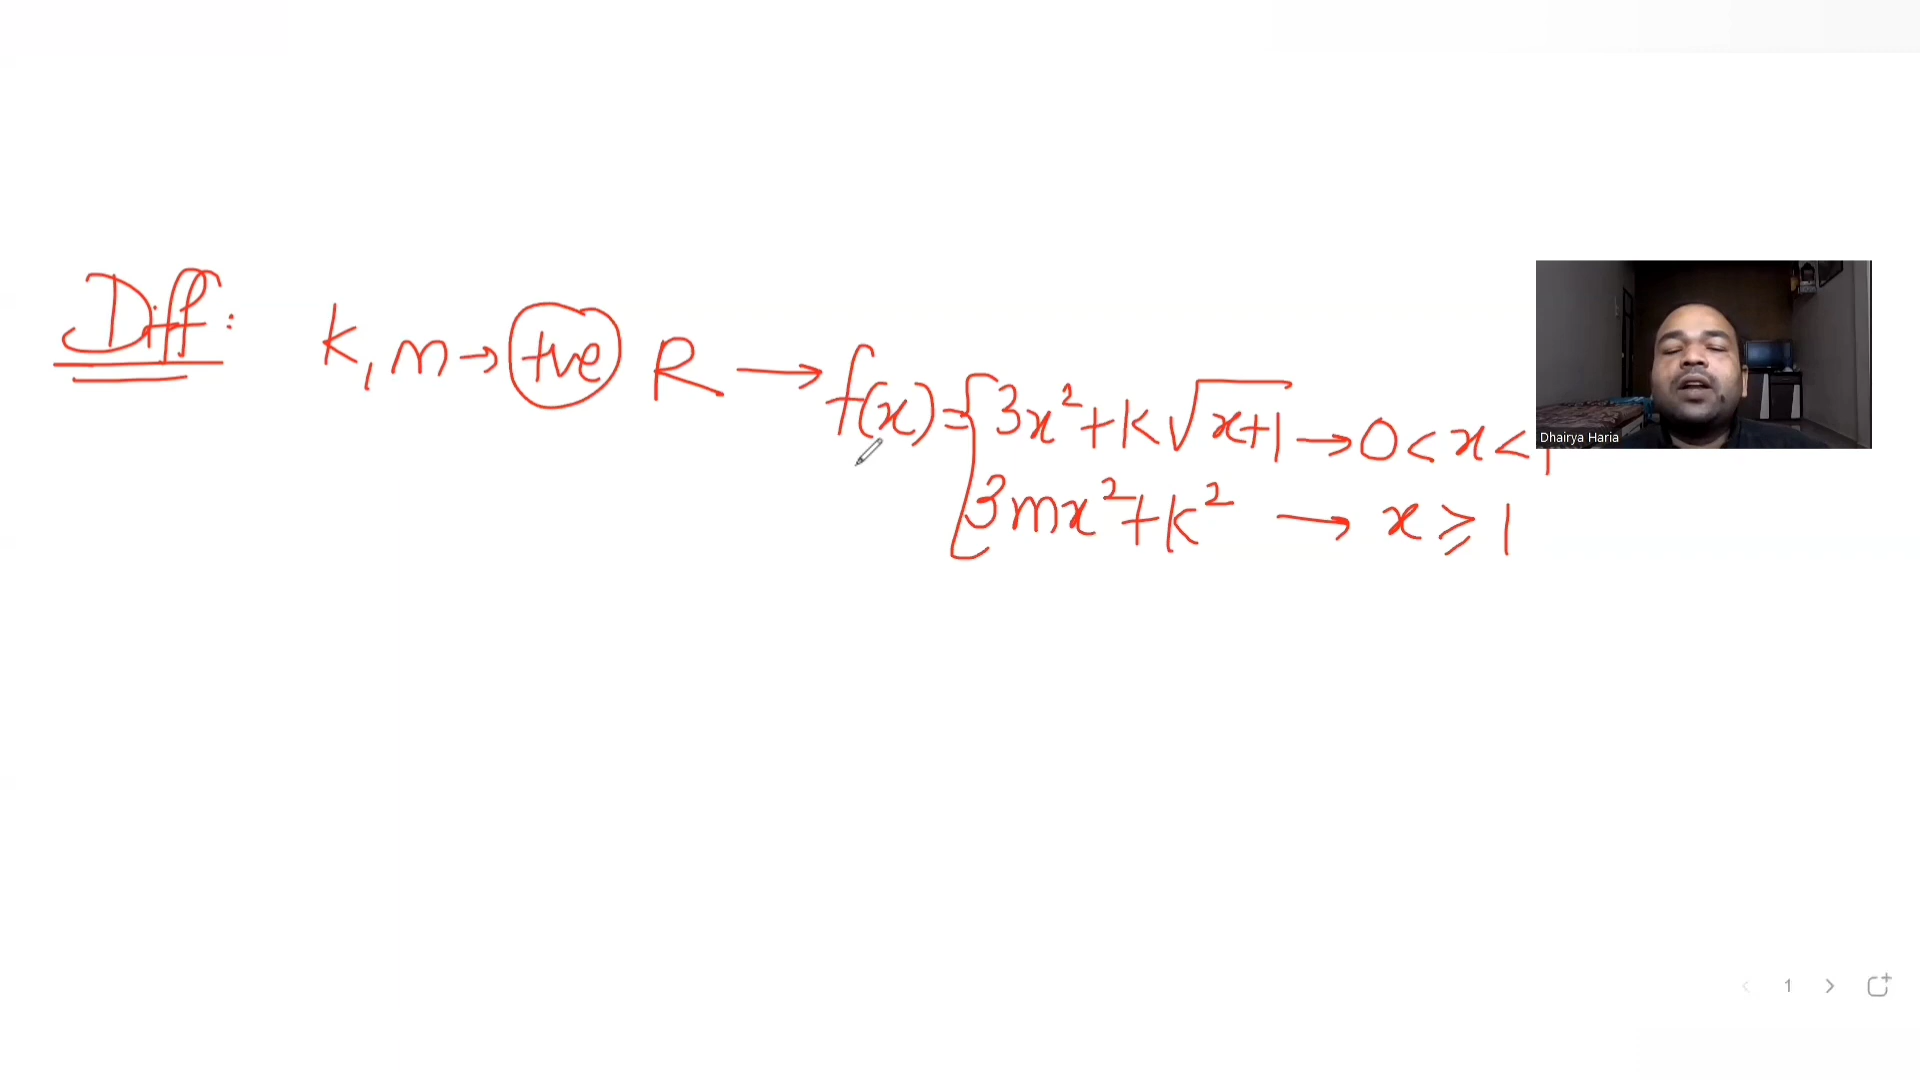 Diff: k, m → +ve R → f(x) = { 3x² + k√(x+1) → 0 < x < 1
3mx² + k² → x ≥ 1
Dhairya Haria
1